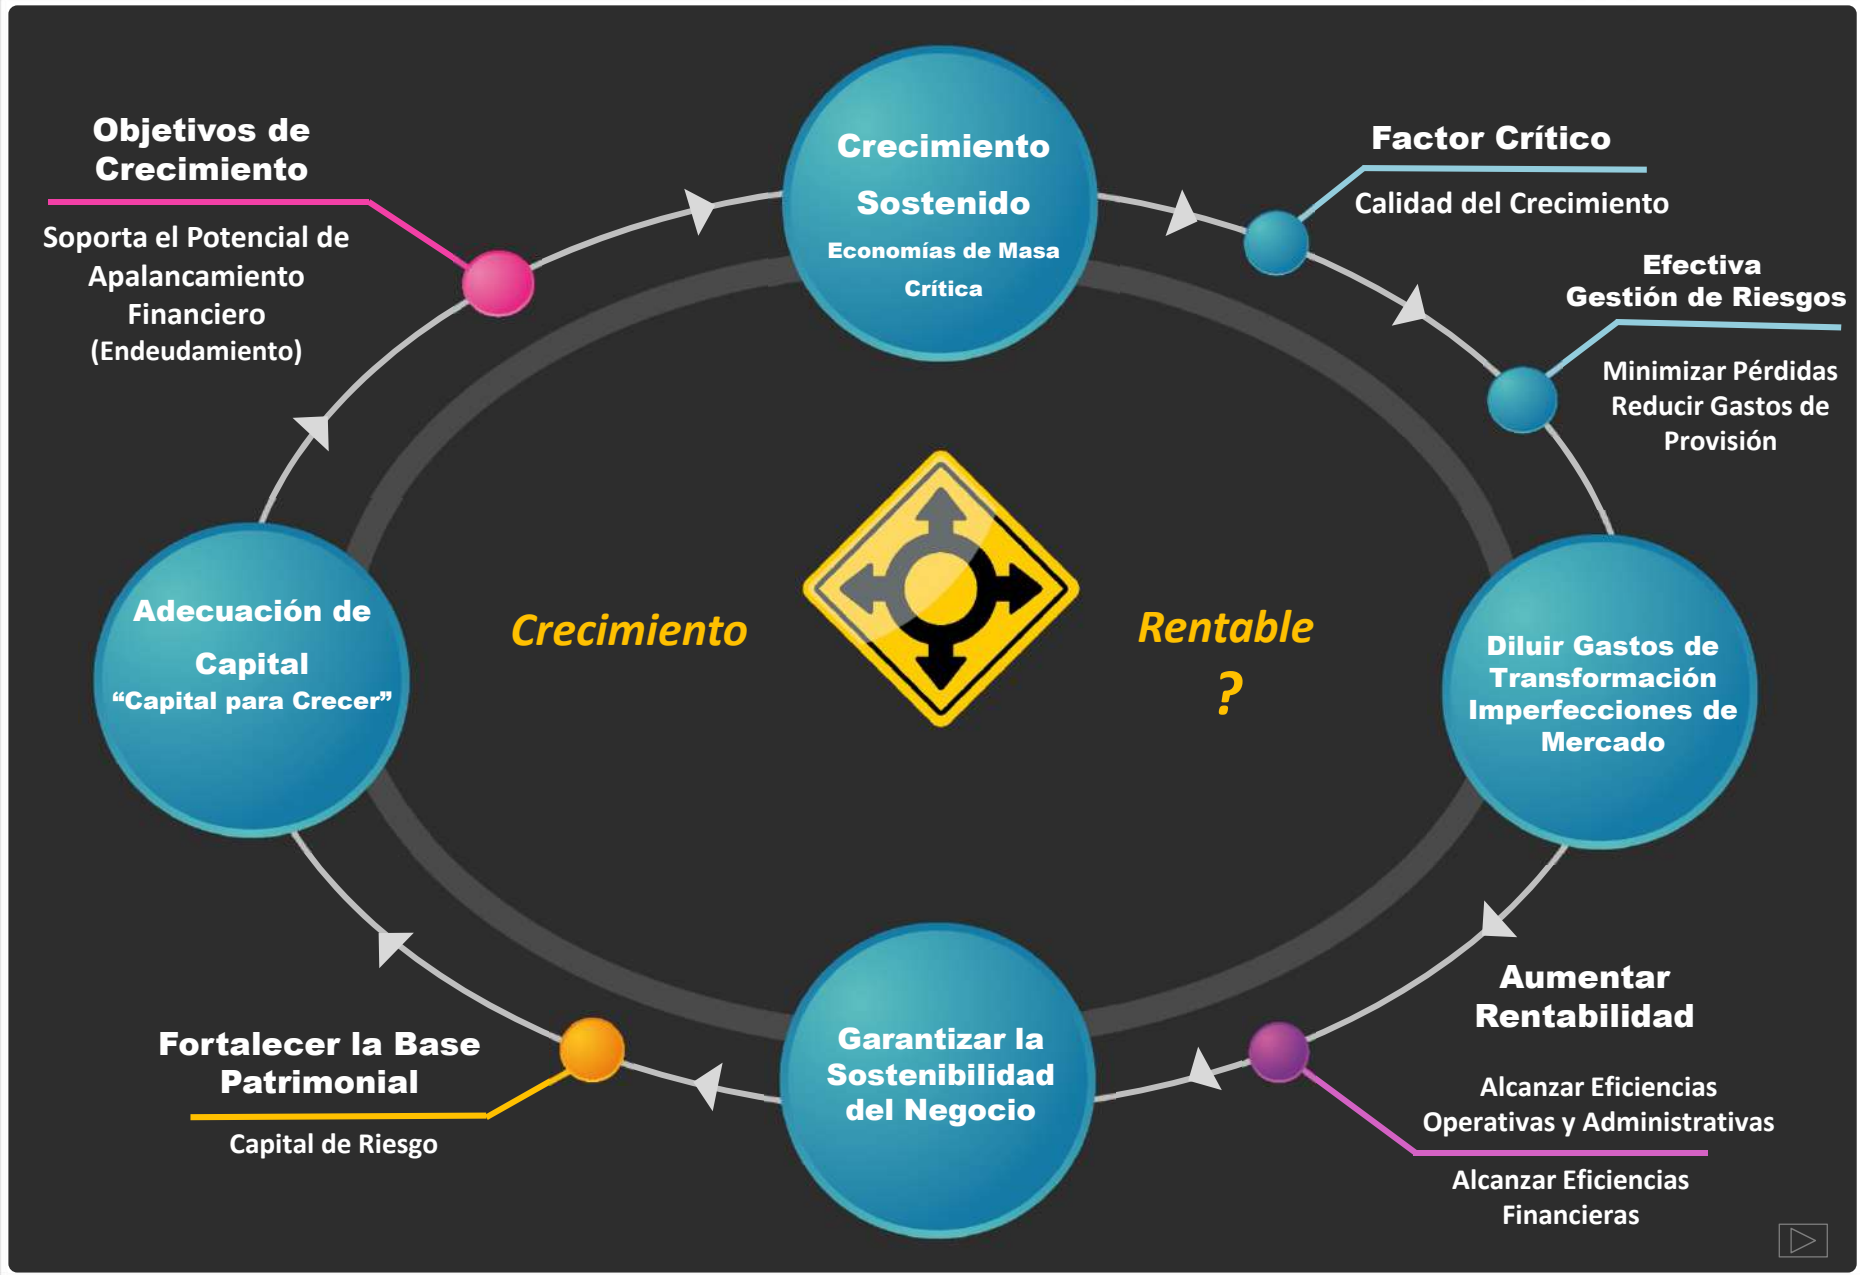 Objetivos de
Crecimiento
Soporta el Potencial de
Apalancamiento
Financiero
(Endeudamiento)
Crecimiento
Sostenido
Economías de Masa
Crítica
Factor Crítico
Calidad del Crecimiento
Efectiva
Gestión de Riesgos
Minimizar Pérdidas
Reducir Gastos de
Provisión
Adecuación de
Capital
“Capital para Crecer”
Crecimiento
Rentable
?
Diluir Gastos de
Transformación
Imperfecciones de
Mercado
Fortalecer la Base
Patrimonial
Capital de Riesgo
Garantizar la
Sostenibilidad
del Negocio
Aumentar
Rentabilidad
Alcanzar Eficiencias
Operativas y Administrativas
Alcanzar Eficiencias
Financieras